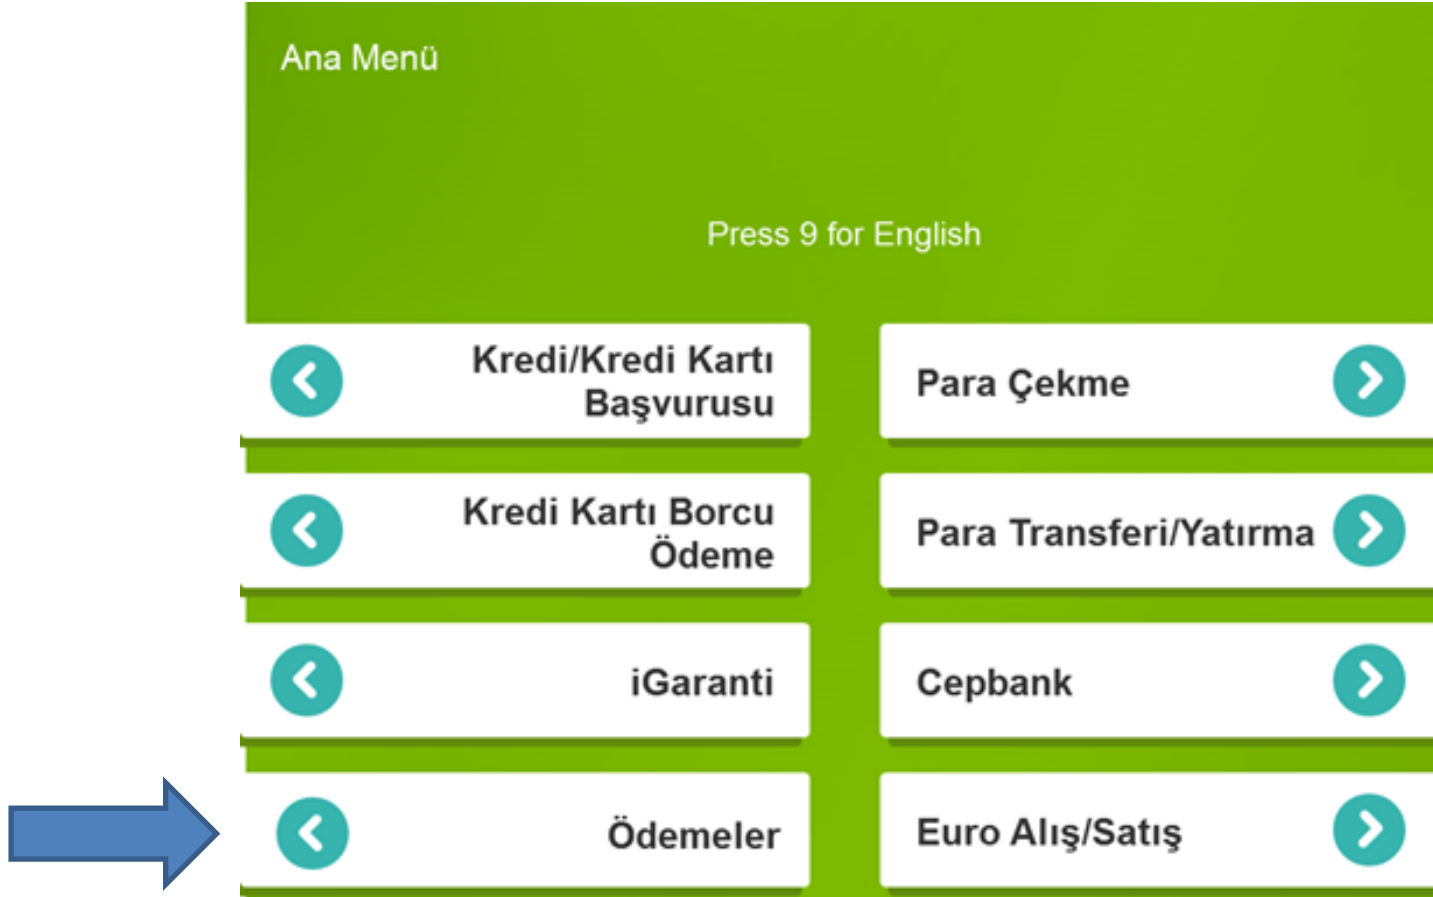 Ana Menü
Press 9 for English
Kredi/Kredi Kartı
Başvurusu
Para Çekme
Kredi Kartı Borcu
Ödeme
Para Transferi/Yatırma
iGaranti
Cepbank
Ödemeler
Euro Alış/Satış